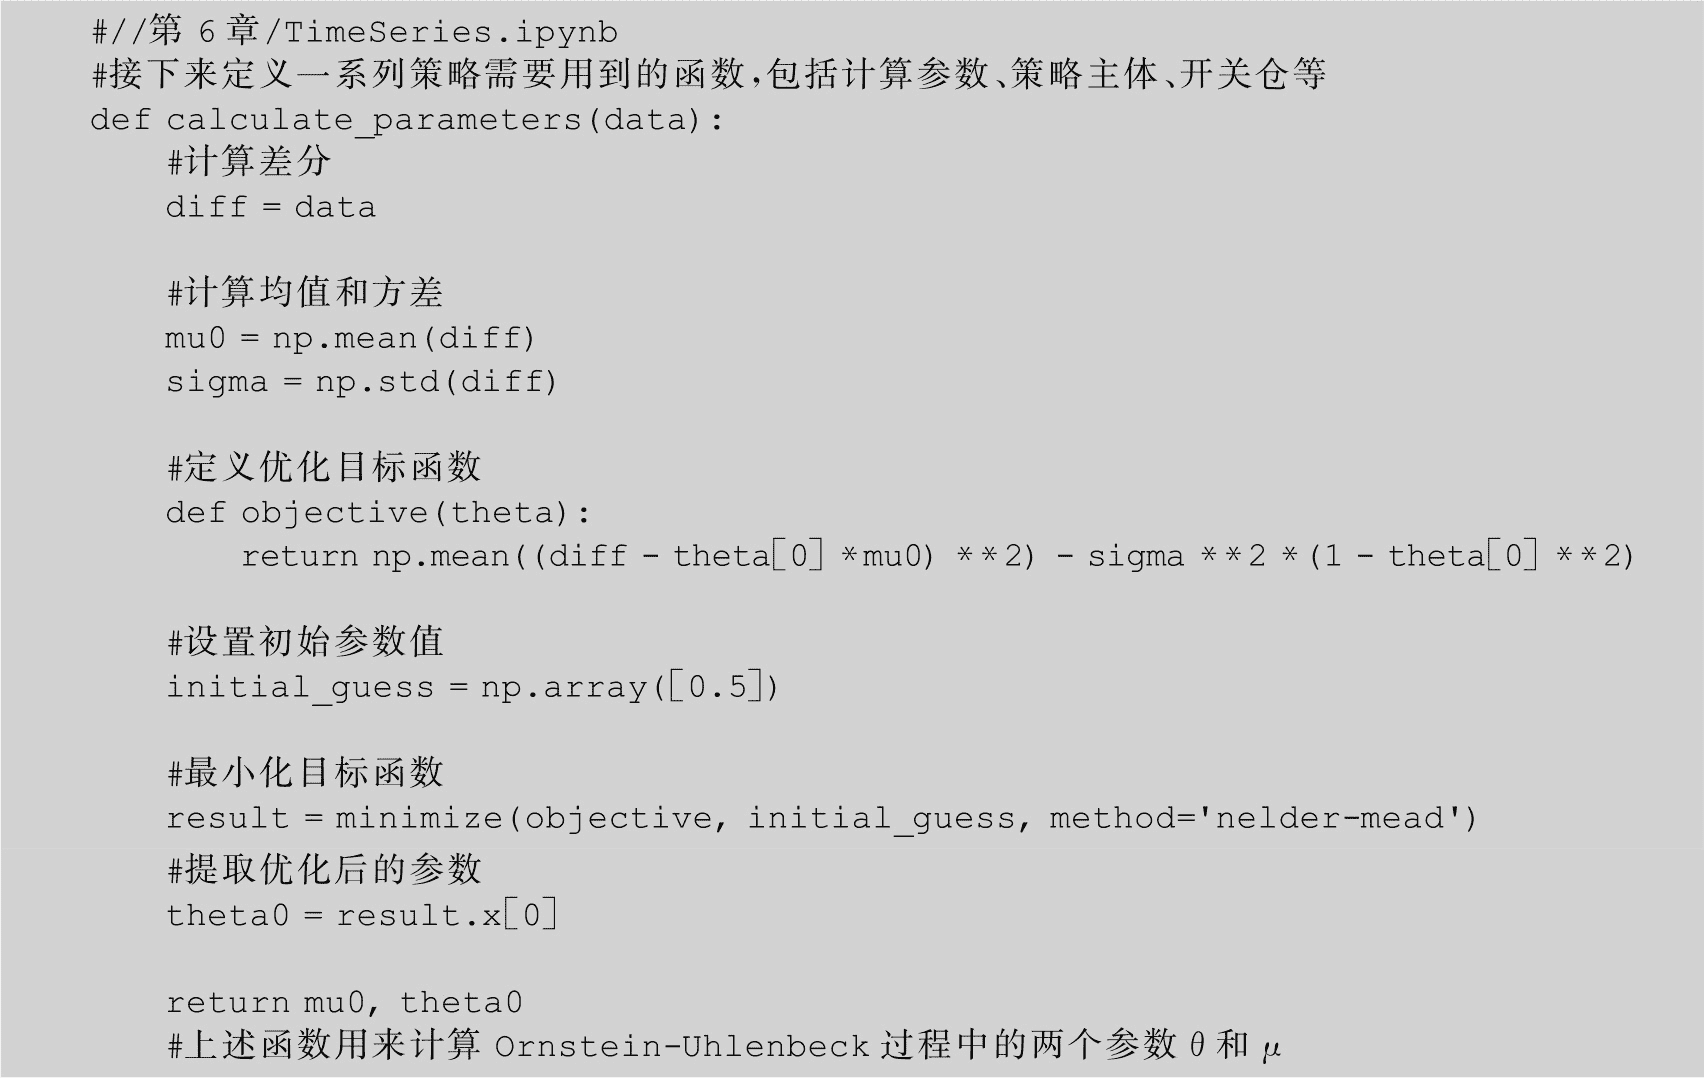 #//第 6 章/TimeSeries.ipynb
#接下来定义一系列策略需要用到的函数,包括计算参数、策略主体、开关仓等
def calculate_parameters(data):
    #计算差分
    diff = data

    #计算均值和方差
    mu0 = np.mean(diff)
    sigma = np.std(diff)

    #定义优化目标函数
    def objective(theta):
        return np.mean((diff - theta[0] *mu0) **2) - sigma **2 *(1 - theta[0] **2)

    #设置初始参数值
    initial_guess = np.array([0.5])

    #最小化目标函数
    result = minimize(objective, initial_guess, method='nelder-mead')
    #提取优化后的参数
    theta0 = result.x[0]

    return mu0, theta0
    #上述函数用来计算 Ornstein-Uhlenbeck 过程中的两个参数 θ 和 μ